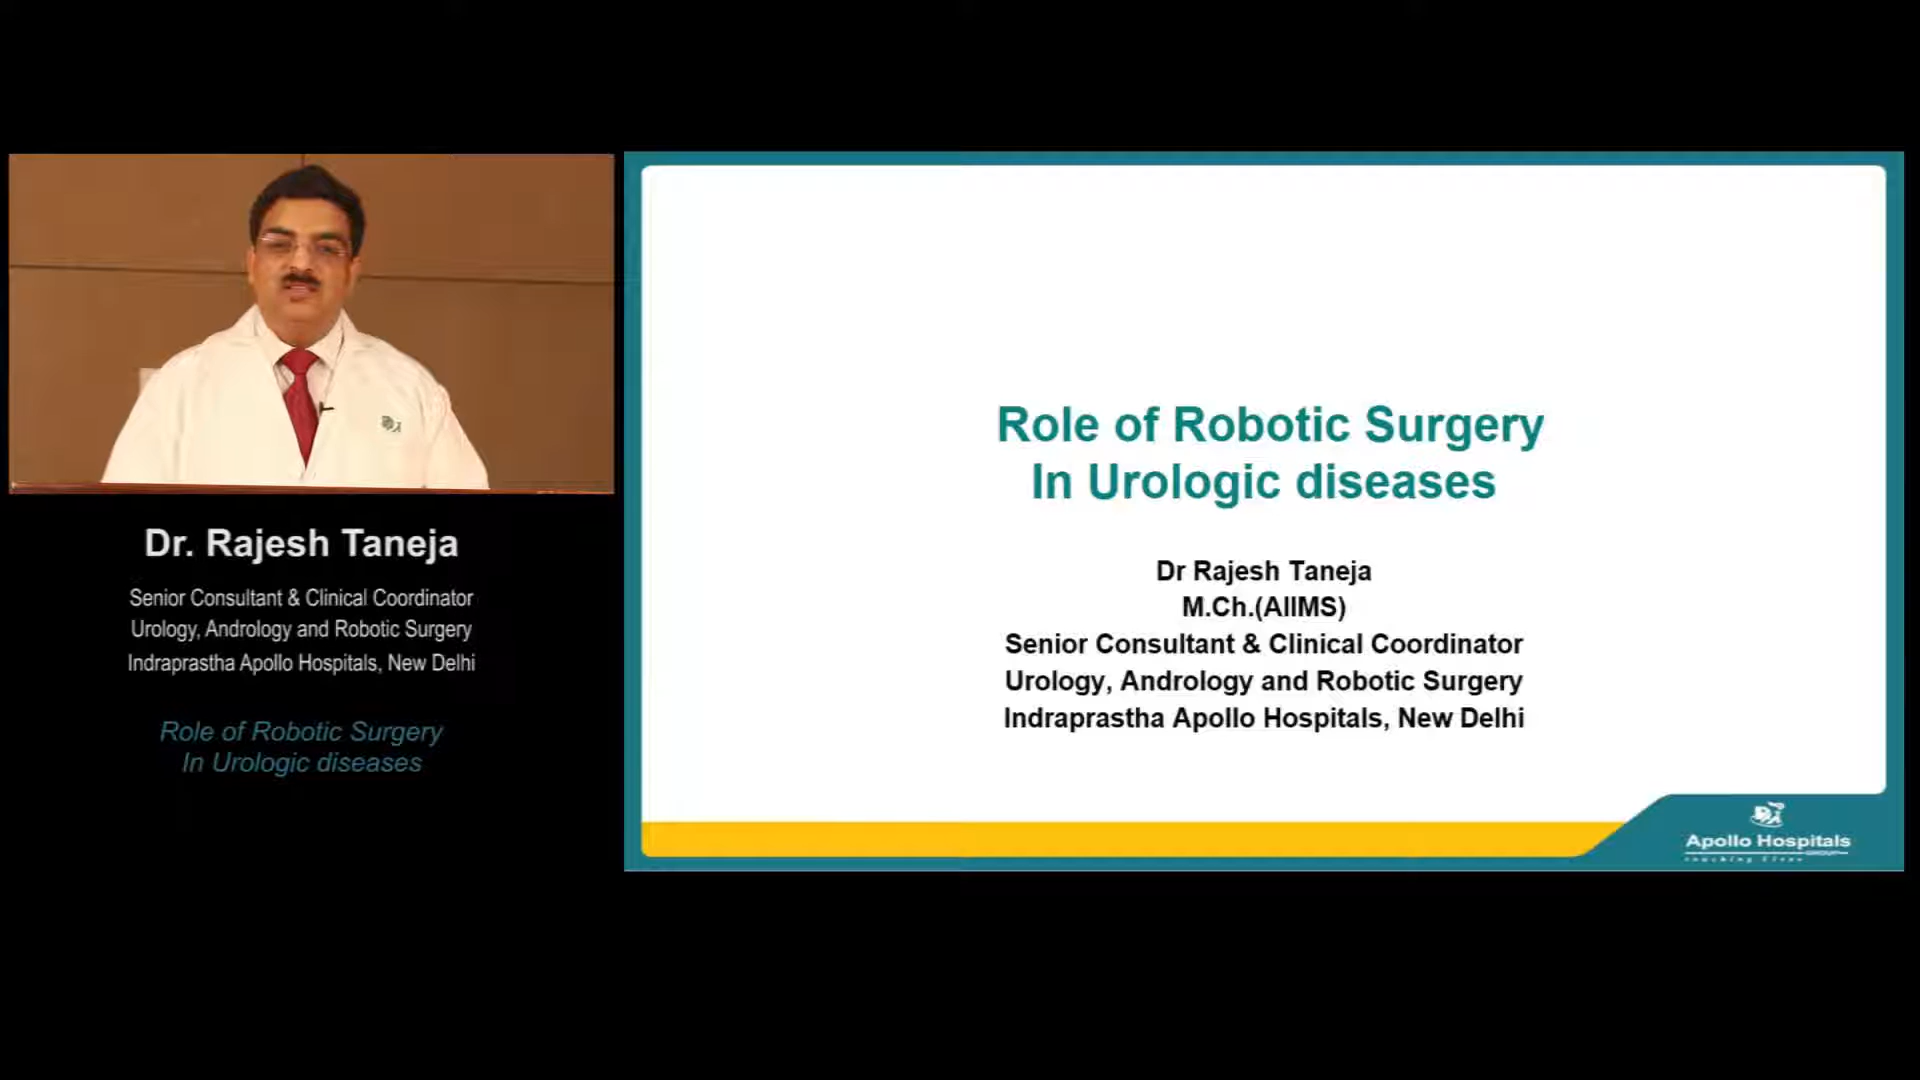 Dr. Rajesh Taneja
Senior Consultant & Clinical Coordinator
Urology, Andrology and Robotic Surgery
Indraprastha Apollo Hospitals, New Delhi
Role of Robotic Surgery
In Urologic diseases
Role of Robotic Surgery
In Urologic diseases
Dr Rajesh Taneja
M.Ch.(AIIMS)
Senior Consultant & Clinical Coordinator
Urology, Andrology and Robotic Surgery
Indraprastha Apollo Hospitals, New Delhi
Apollo Hospitals